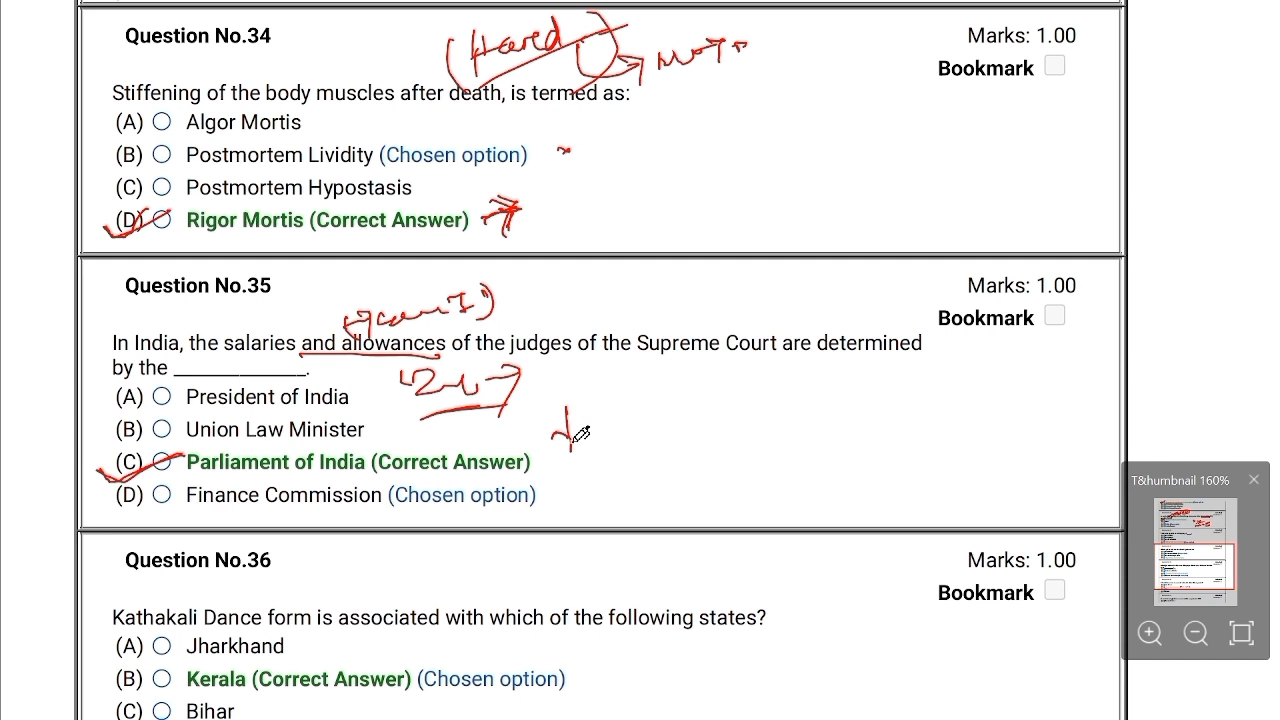 Question No.34
Marks: 1.00
Bookmark
Stiffening of the body muscles after death, is termed as:
(A) Algor Mortis
(B) Postmortem Lividity (Chosen option)
(C) Postmortem Hypostasis
(D) Rigor Mortis (Correct Answer)
Question No.35
Marks: 1.00
Bookmark
In India, the salaries and allowances of the judges of the Supreme Court are determined
by the ____________.
(A) President of India
(B) Union Law Minister
(C) Parliament of India (Correct Answer)
(D) Finance Commission (Chosen option)
T&humbnail 160%
Question No.36
Marks: 1.00
Bookmark
Kathakali Dance form is associated with which of the following states?
(A) Jharkhand
(B) Kerala (Correct Answer) (Chosen option)
(C) Bihar